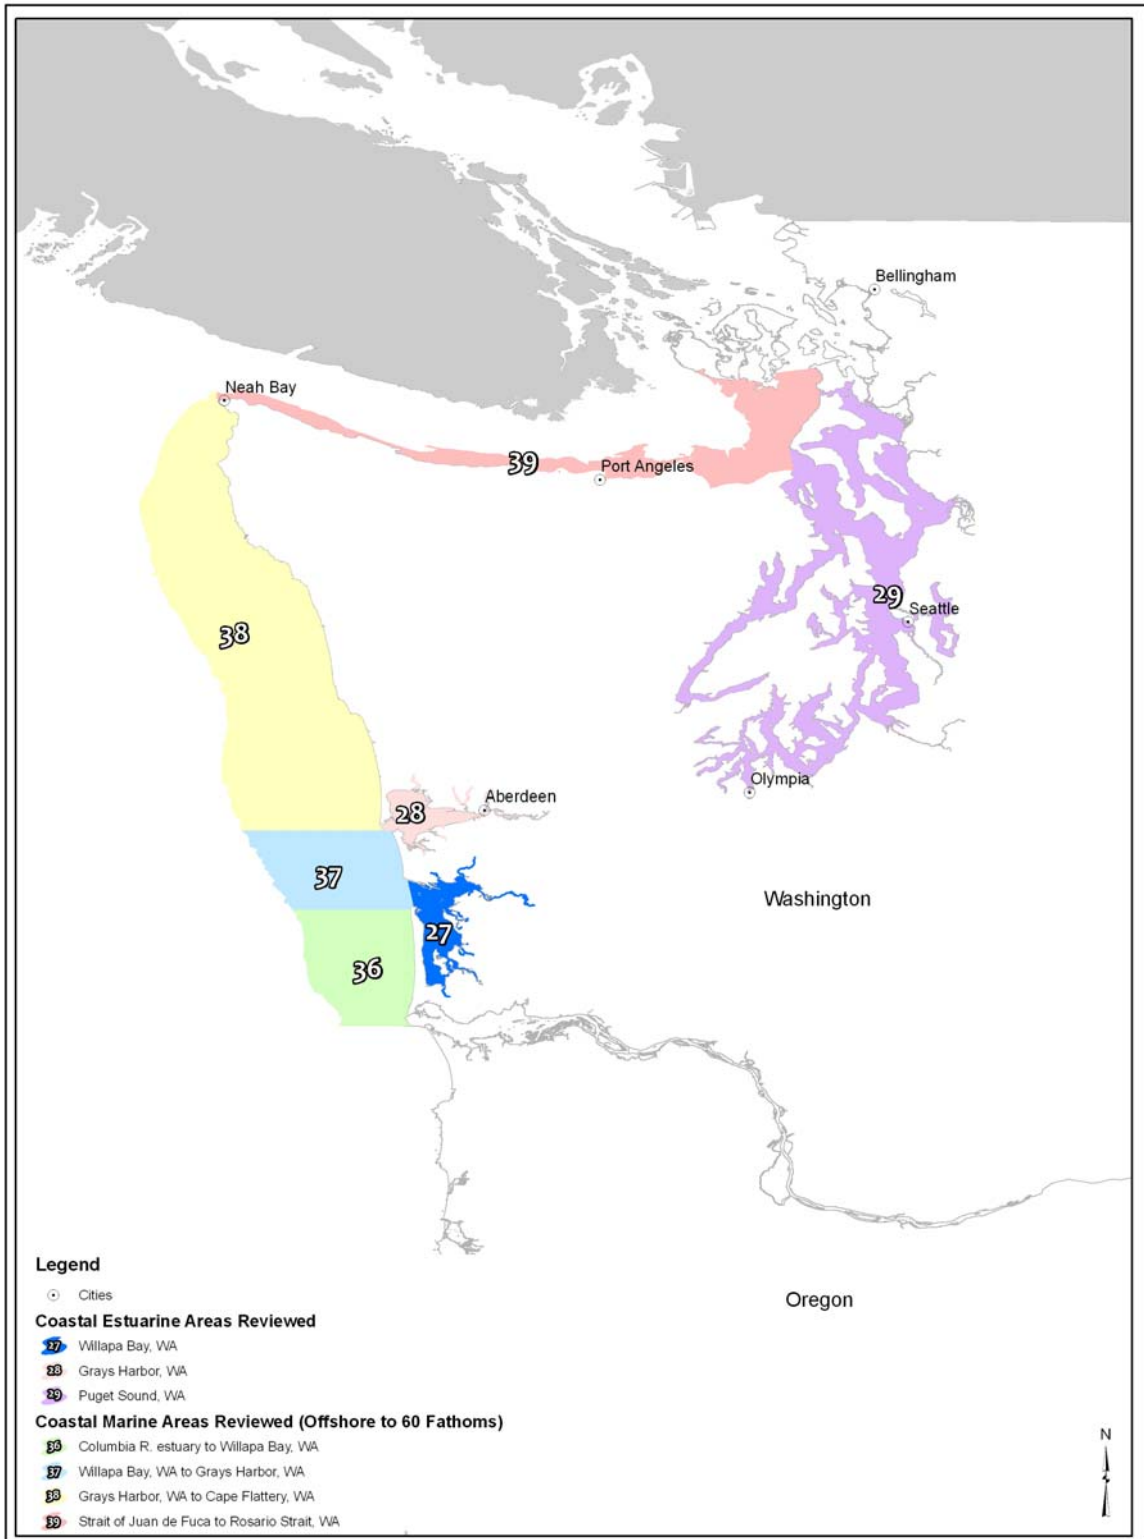 Bellingham
Neah Bay
39
Port Angeles
29
Seattle
38
Olympia
28
Aberdeen
37
Washington
27
36
Legend
Cities
Oregon
Coastal Estuarine Areas Reviewed
27 Willapa Bay, WA
28 Grays Harbor, WA
29 Puget Sound, WA
Coastal Marine Areas Reviewed (Offshore to 60 Fathoms)
36 Columbia R. estuary to Willapa Bay, WA
37 Willapa Bay, WA to Grays Harbor, WA
38 Grays Harbor, WA to Cape Flattery, WA
39 Strait of Juan de Fuca to Rosario Strait, WA
N